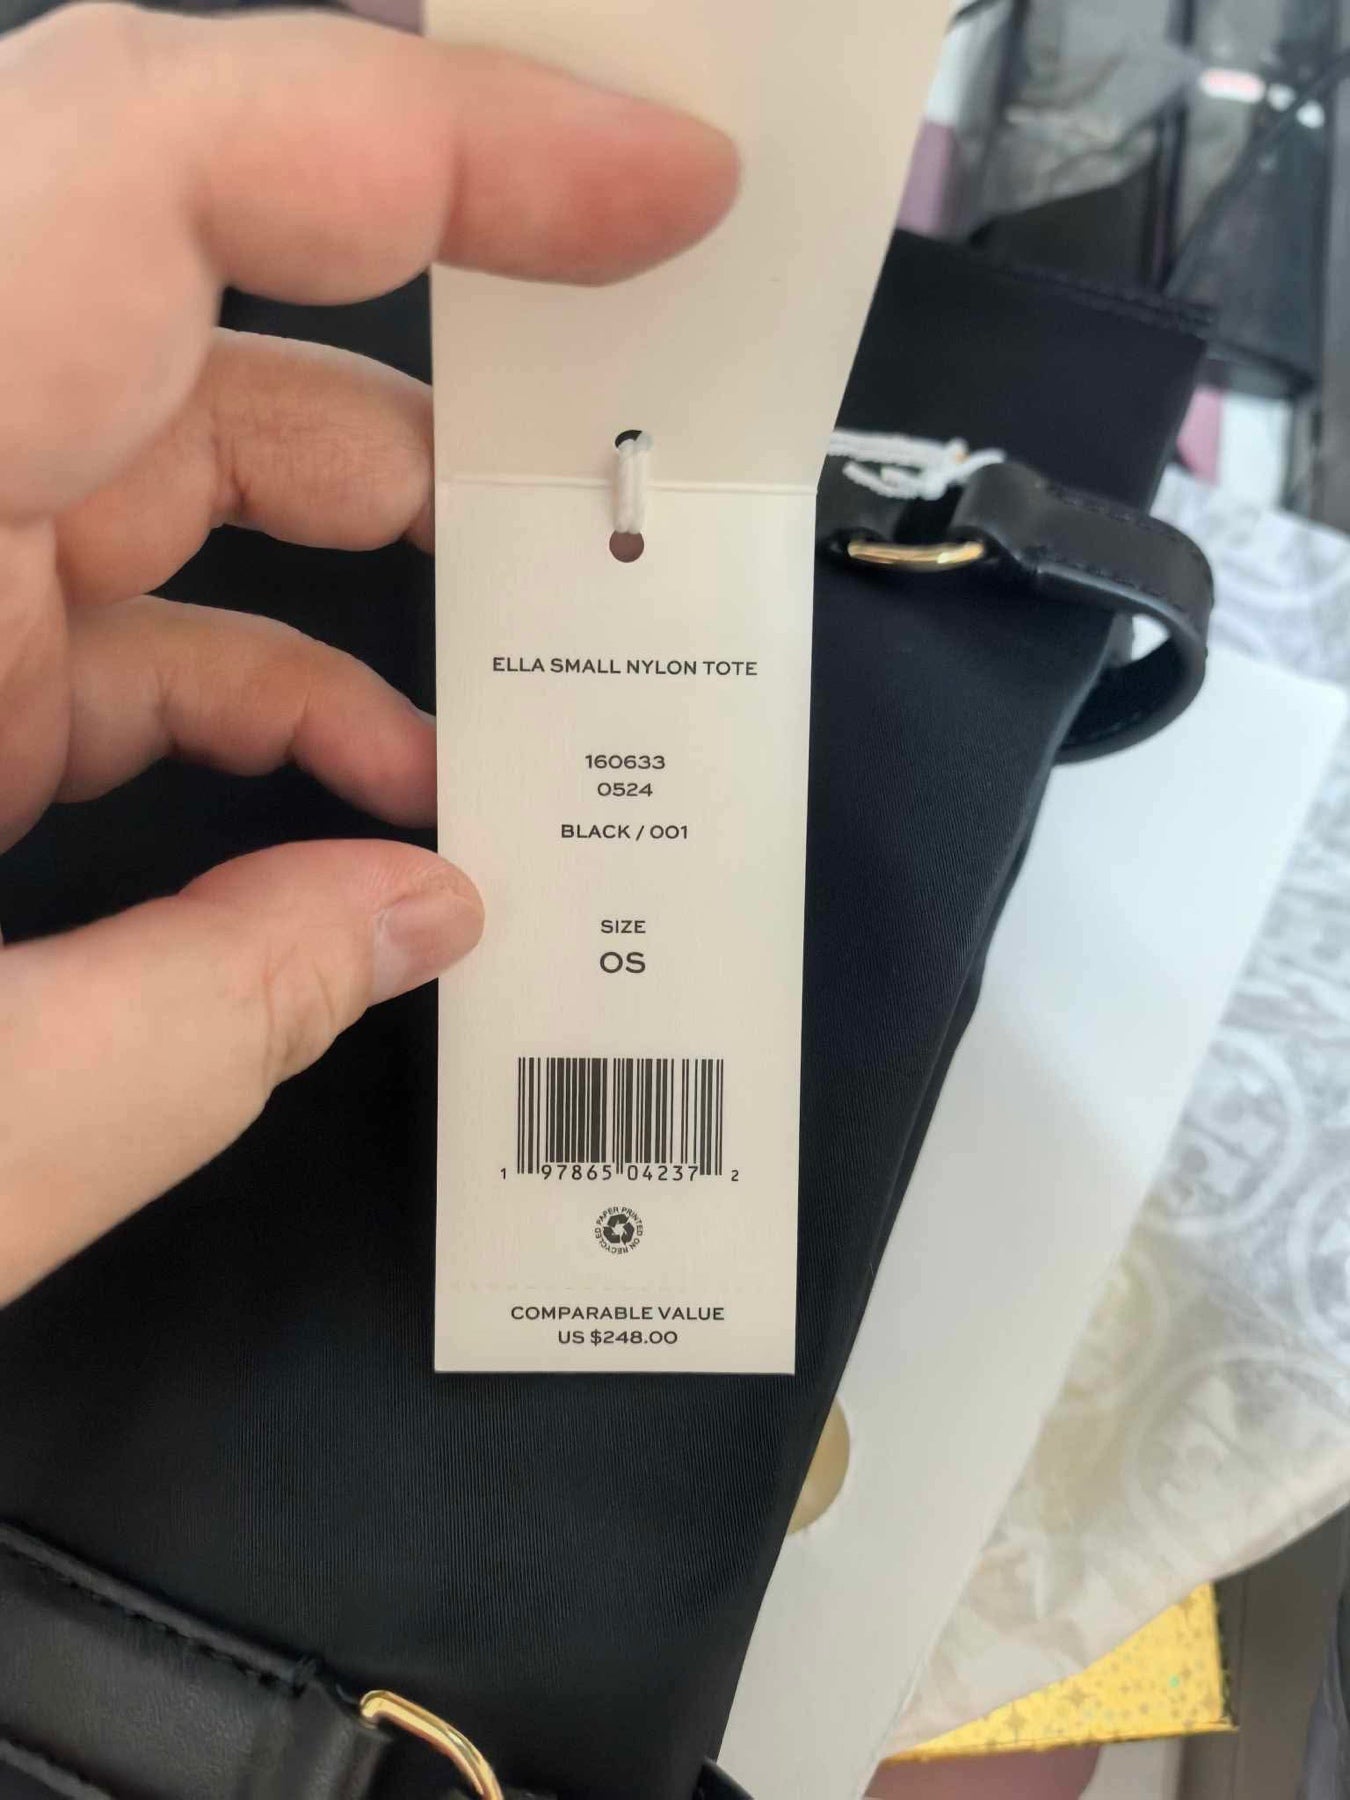 ELLA SMALL NYLON TOTE
160633
0524
BLACK / 001
SIZE
OS
1 97865 04237 2
PAPER PRINTED ON RECYCLED
COMPARABLE VALUE
US $248.00